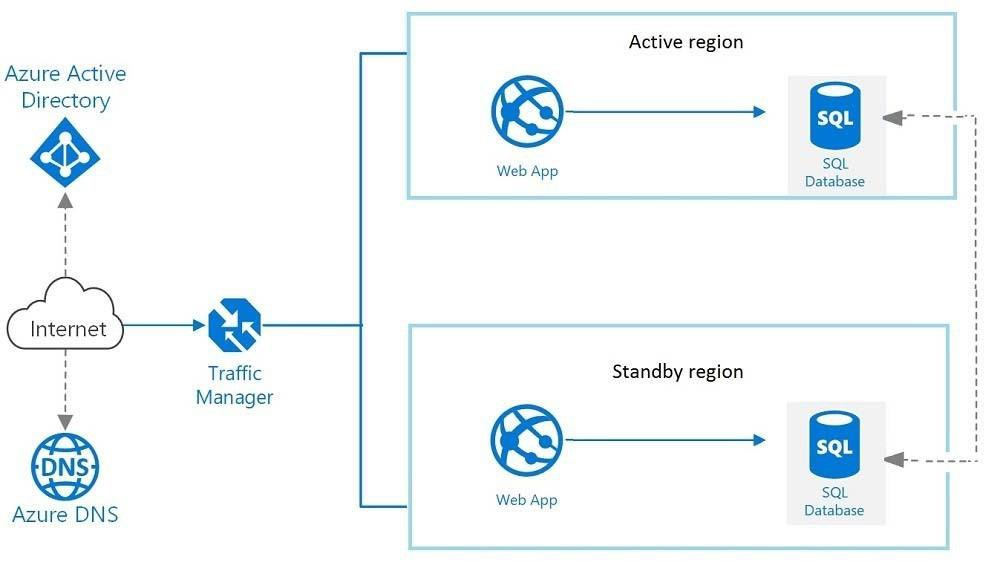 Azure Active
Directory
Internet
DNS
Azure DNS
Traffic
Manager
Active region
Web App
SQL
SQL
Database
Standby region
Web App
SQL
SQL
Database